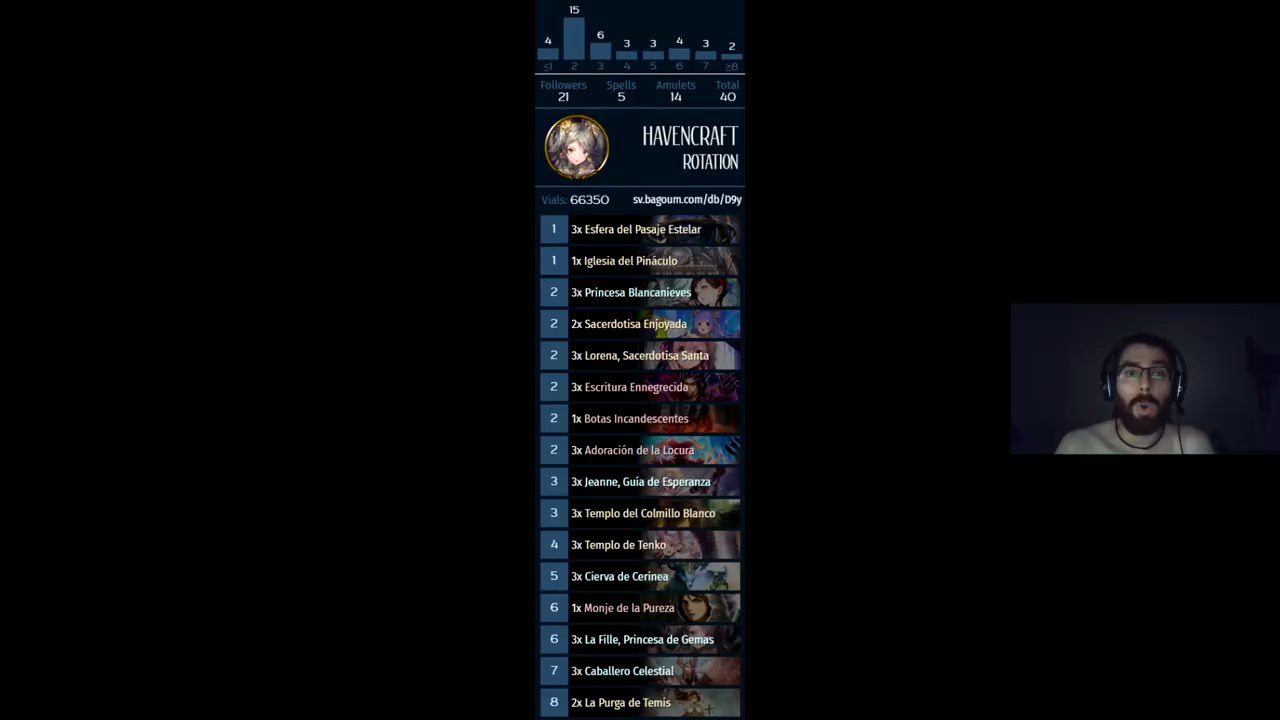 15
4 6 3 3 4 3 2
≤1 2 3 4 5 6 7 ≥8
Followers Spells Amulets Total
21 5 14 40
HAVENCRAFT
ROTATION
Vials: 66350 sv.bagoum.com/db/D9y
1 3x Esfera del Pasaje Estelar
1 1x Iglesia del Pináculo
2 3x Princesa Blancanieves
2 2x Sacerdotisa Enjoyada
2 3x Lorena, Sacerdotisa Santa
2 3x Escritura Ennegrecida
2 1x Botas Incandescentes
2 3x Adoración de la Locura
3 3x Jeanne, Guía de Esperanza
3 3x Templo del Colmillo Blanco
4 3x Templo de Tenko
5 3x Cierva de Cerinea
6 1x Monje de la Pureza
6 3x La Fille, Princesa de Gemas
7 3x Caballero Celestial
8 2x La Purga de Temis